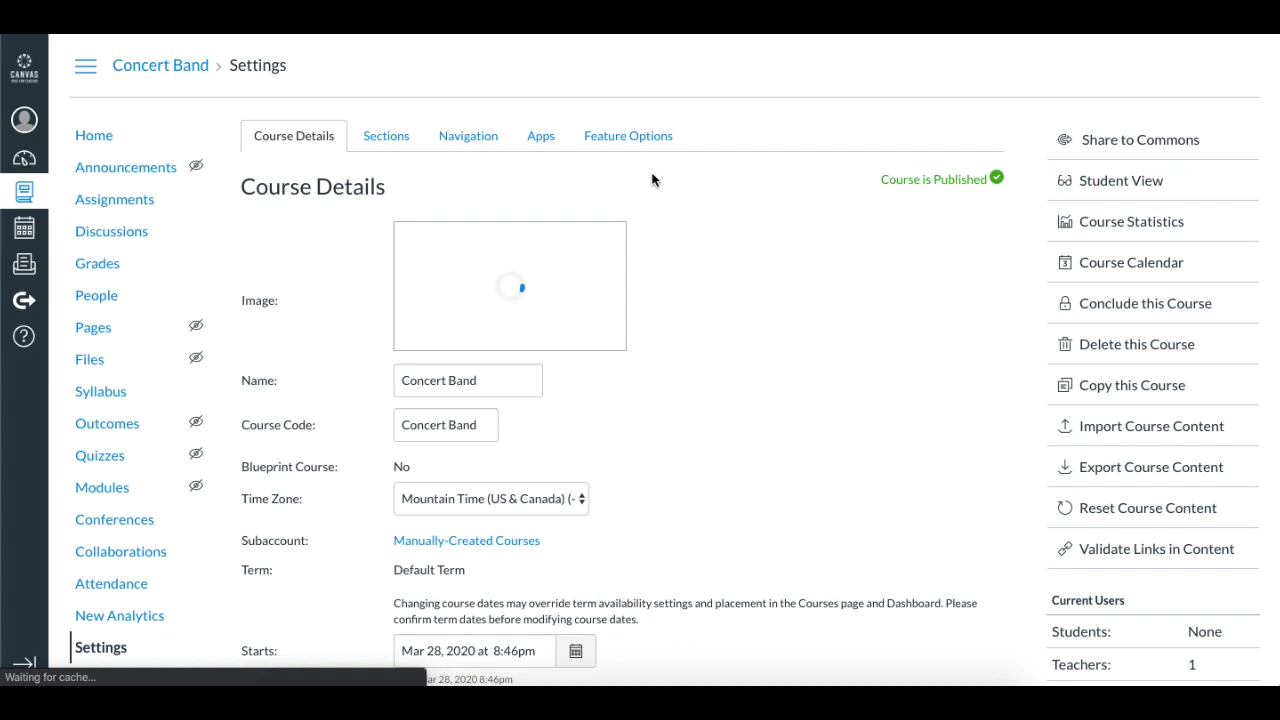 CANVAS
Concert Band › Settings
Home
Announcements
Assignments
Discussions
Grades
People
Pages
Files
Syllabus
Outcomes
Quizzes
Modules
Conferences
Collaborations
Attendance
New Analytics
Settings
Waiting for cache...
Course Details
Sections
Navigation
Apps
Feature Options
Course Details
Course is Published
Image:
Name:
Concert Band
Course Code:
Concert Band
Blueprint Course:
No
Time Zone:
Mountain Time (US & Canada) (-
Subaccount:
Manually-Created Courses
Term:
Default Term
Changing course dates may override term availability settings and placement in the Courses page and Dashboard. Please
confirm term dates before modifying course dates.
Starts:
Mar 28, 2020 at 8:46pm
ar 28, 2020 8:46pm
Share to Commons
Student View
Course Statistics
Course Calendar
Conclude this Course
Delete this Course
Copy this Course
Import Course Content
Export Course Content
Reset Course Content
Validate Links in Content
Current Users
Students:
None
Teachers:
1